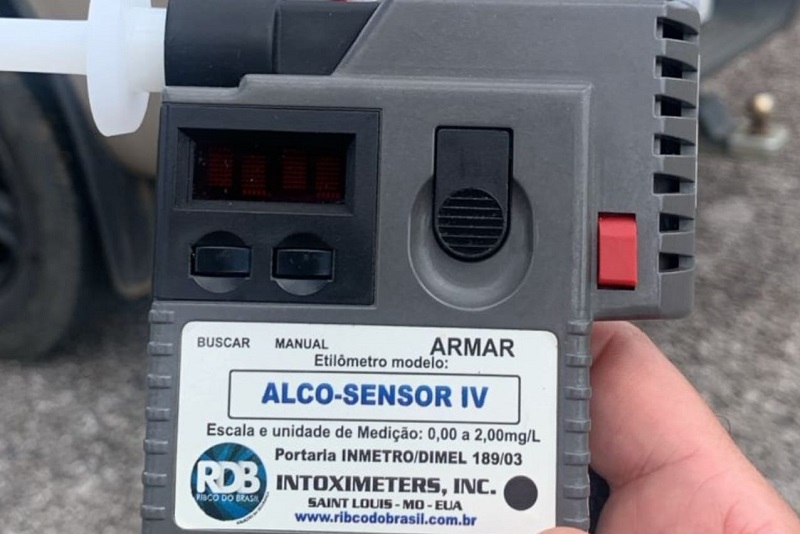 BUSCAR MANUAL ARMAR
Etilômetro modelo:
ALCO-SENSOR IV
Escala e unidade de Medição: 0,00 a 2,00mg/L
Portaria INMETRO/DIMEL 189/03
RDB
RIBCO DO BRASIL
INTOXIMETERS, INC.
SAINT LOUIS - MO - EUA
www.ribcodobrasil.com.br